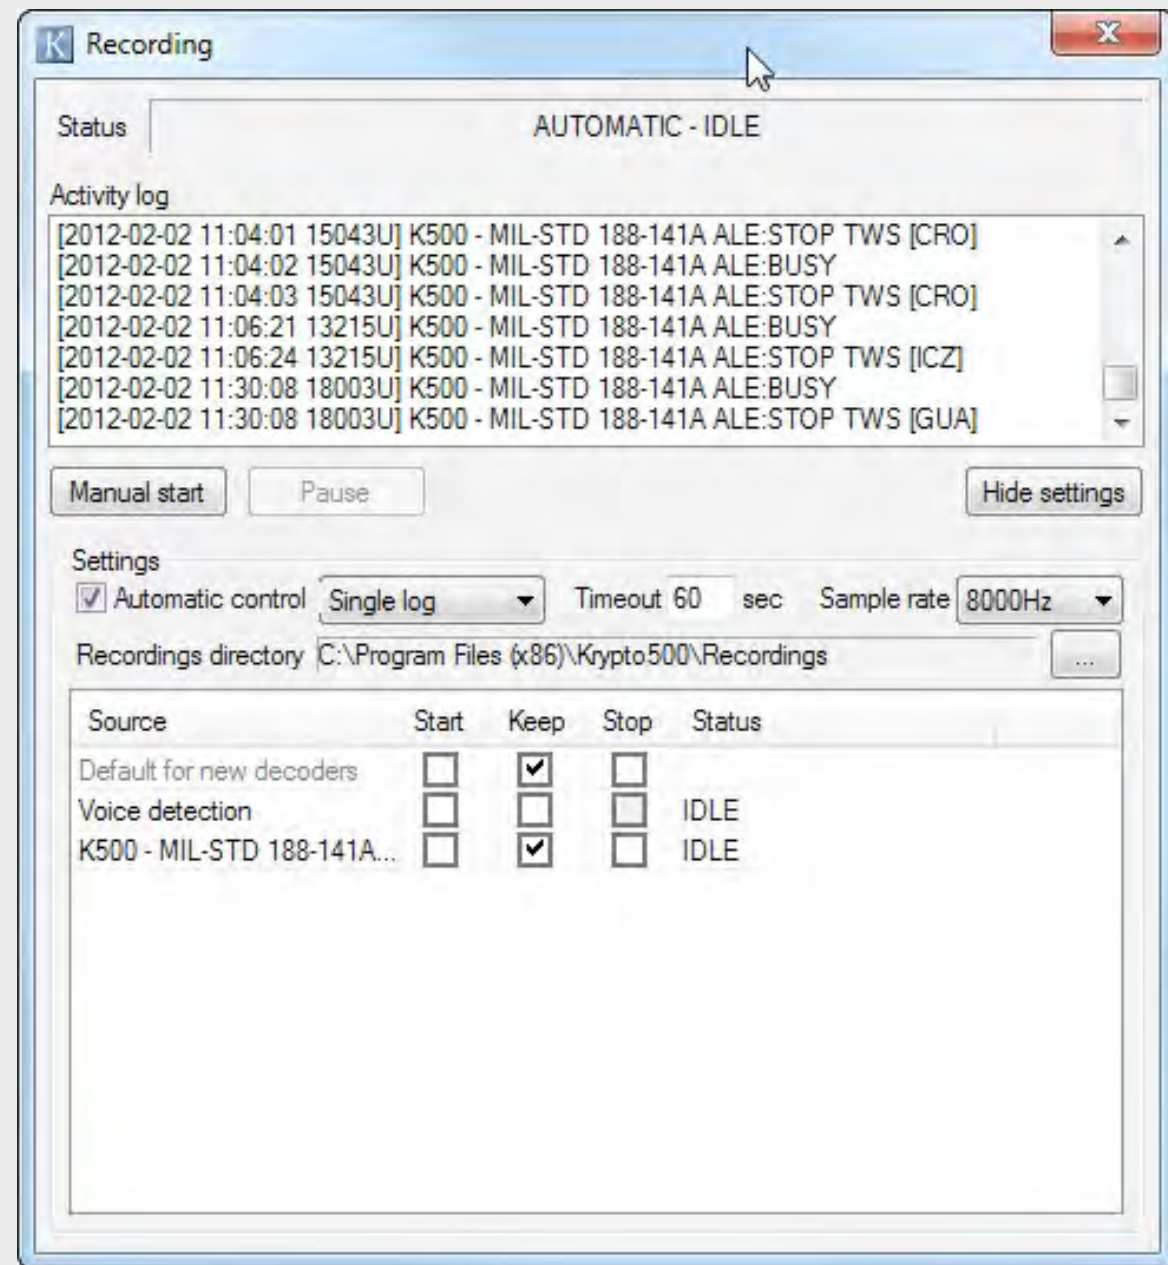 K Recording
Status AUTOMATIC - IDLE
Activity log
[2012-02-02 11:04:01 15043U] K500 - MIL-STD 188-141A ALE:STOP TWS [CRO]
[2012-02-02 11:04:02 15043U] K500 - MIL-STD 188-141A ALE:BUSY
[2012-02-02 11:04:03 15043U] K500 - MIL-STD 188-141A ALE:STOP TWS [CRO]
[2012-02-02 11:06:21 13215U] K500 - MIL-STD 188-141A ALE:BUSY
[2012-02-02 11:06:24 13215U] K500 - MIL-STD 188-141A ALE:STOP TWS [ICZ]
[2012-02-02 11:30:08 18003U] K500 - MIL-STD 188-141A ALE:BUSY
[2012-02-02 11:30:08 18003U] K500 - MIL-STD 188-141A ALE:STOP TWS [GUA]
Manual start Pause Hide settings
Settings
Automatic control Single log Timeout 60 sec Sample rate 8000Hz
Recordings directory C:\Program Files (x86)\Krypto500\Recordings ...
Source Start Keep Stop Status
Default for new decoders
Voice detection IDLE
K500 - MIL-STD 188-141A... IDLE